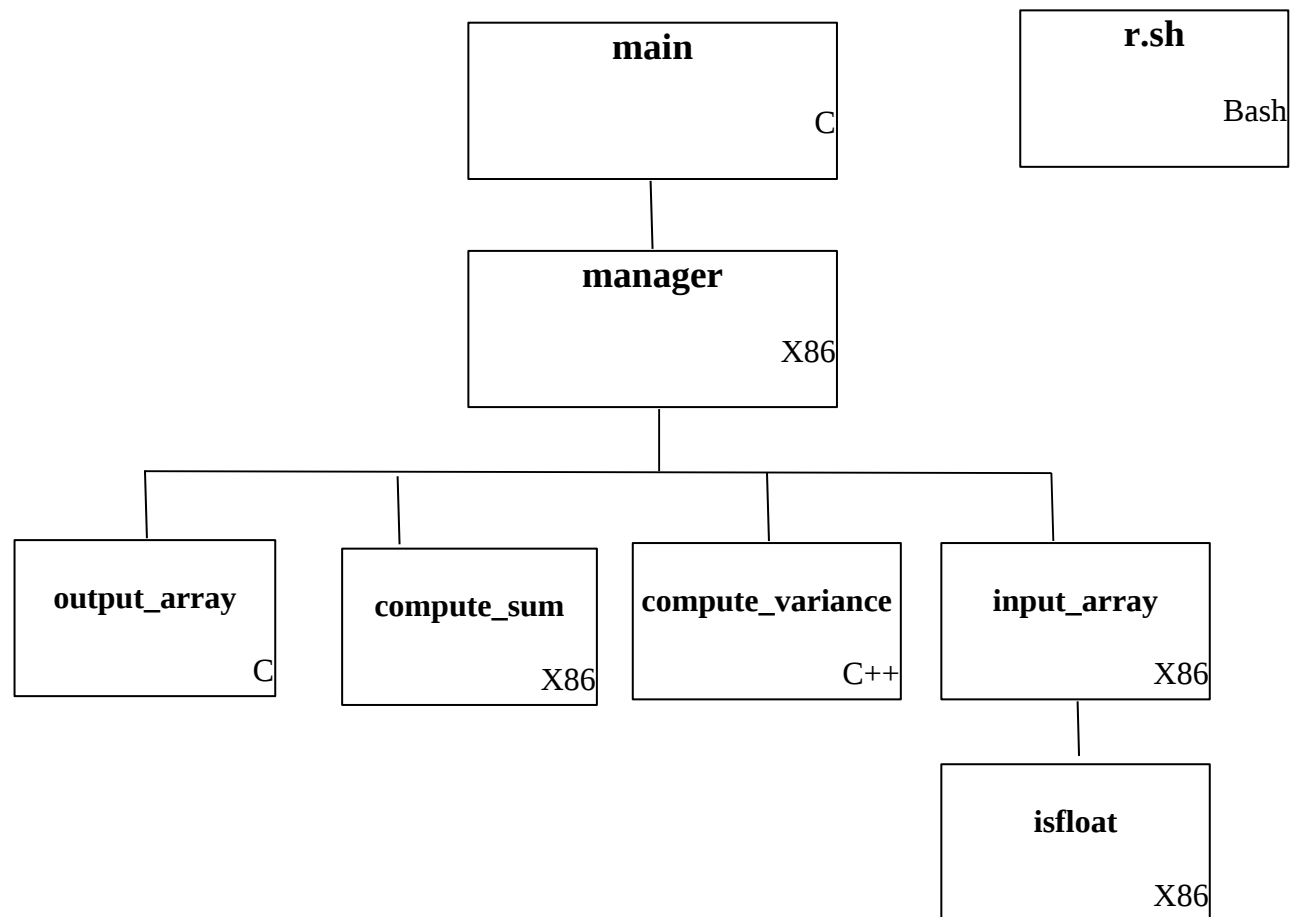 main
C
r.sh
Bash
manager
X86
output_array
C
compute_sum
X86
compute_variance
C++
input_array
X86
isfloat
X86